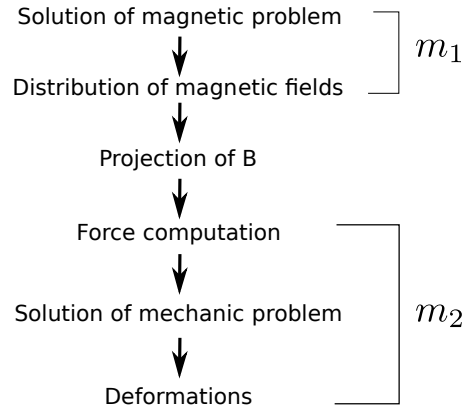 Solution of magnetic problem
m₁
Distribution of magnetic fields
Projection of B
Force computation
Solution of mechanic problem
m₂
Deformations